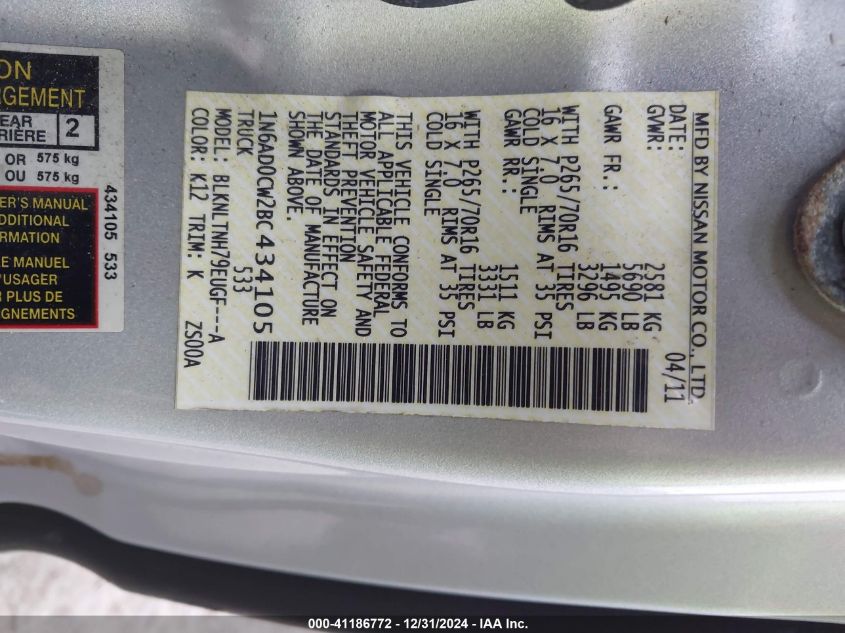 MFD BY NISSAN MOTOR CO., LTD.
DATE: 04/11
GVWR: 2581 KG
5690 LB
GAWR FR.: 1495 KG
3296 LB
WITH P265/70R16 TIRES
16 X 7.0 RIMS AT 35 PSI
COLD SINGLE
GAWR RR.: 1511 KG
3331 LB
WITH P265/70R16 TIRES
16 X 7.0 RIMS AT 35 PSI
COLD SINGLE
THIS VEHICLE CONFORMS TO
ALL APPLICABLE FEDERAL
MOTOR VEHICLE SAFETY AND
THEFT PREVENTION
STANDARDS IN EFFECT ON
THE DATE OF MANUFACTURE
SHOWN ABOVE.
1N6AD0CW2BC434105
TRUCK 533
MODEL: BLKNLTNH79EUGF---A
COLOR: K12 TRIM: K ZS00A
ON
RGEMENT
EAR
RIÈRE
2
OR 575 kg
OU 575 kg
ER'S MANUAL
ADDITIONAL
RMATION
E MANUEL
'USAGER
R PLUS DE
IGNEMENTS
434105 533
000-41186772 - 12/31/2024 - IAA Inc.